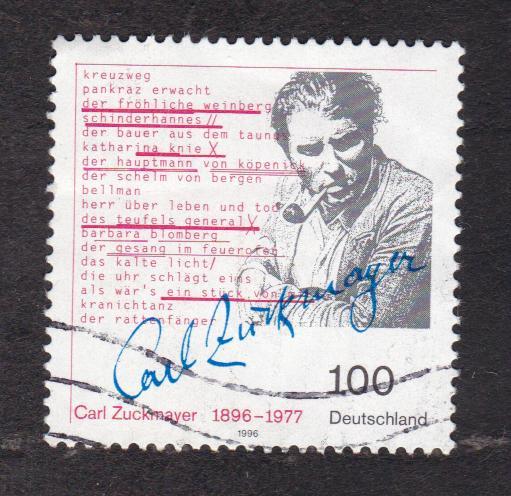 kreuzweg
pankraz erwacht
der fröhliche weinberg
schinderhannes//
der bauer aus dem taunus
katharina knie X
der hauptmann von köpenick
der schelm von bergen
bellman
herr über leben und tod
des teufels general X
barbara blomberg
der gesang im feuerofen
das kalte licht/
die uhr schlägt eins
als wär's ein stück von
kranichtanz
der rattenfänger
Carl Zuckmayer
100
Carl Zuckmayer 1896-1977 Deutschland
1996